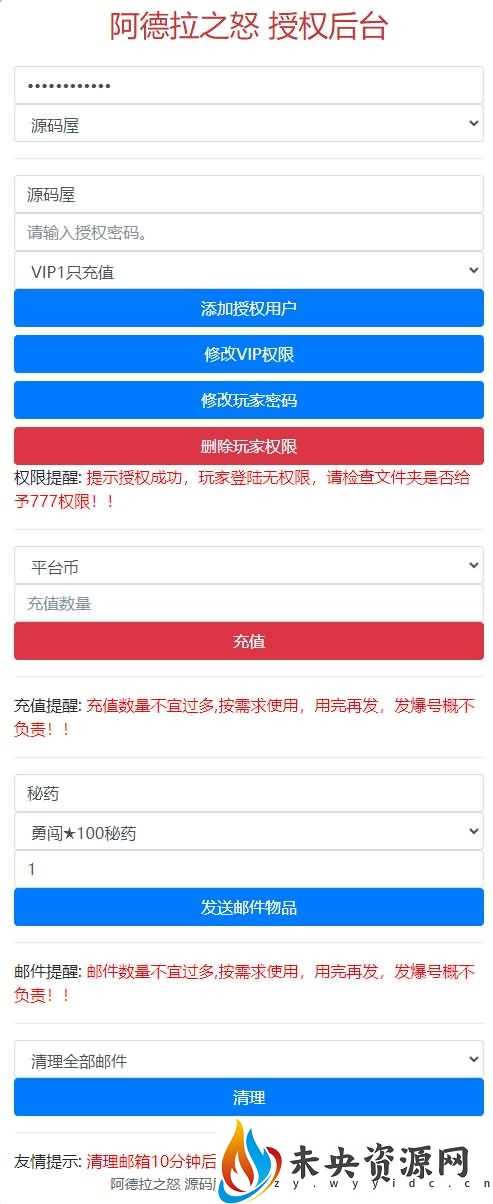 阿德拉之怒 授权后台
••••••••••••
源码屋
源码屋
请输入授权密码。
VIP1只充值
添加授权用户
修改VIP权限
修改玩家密码
删除玩家权限
权限提醒: 提示授权成功，玩家登陆无权限，请检查文件夹是否给
予777权限！！
平台币
充值数量
充值
充值提醒: 充值数量不宜过多,按需求使用，用完再发，发爆号概不
负责！！
秘药
勇闯★100秘药
1
发送邮件物品
邮件提醒: 邮件数量不宜过多,按需求使用，用完再发，发爆号概不
负责！！
清理全部邮件
清理
友情提示: 清理邮箱10分钟后
未央资源网
阿德拉之怒 源码
zy.wyyidc.cn